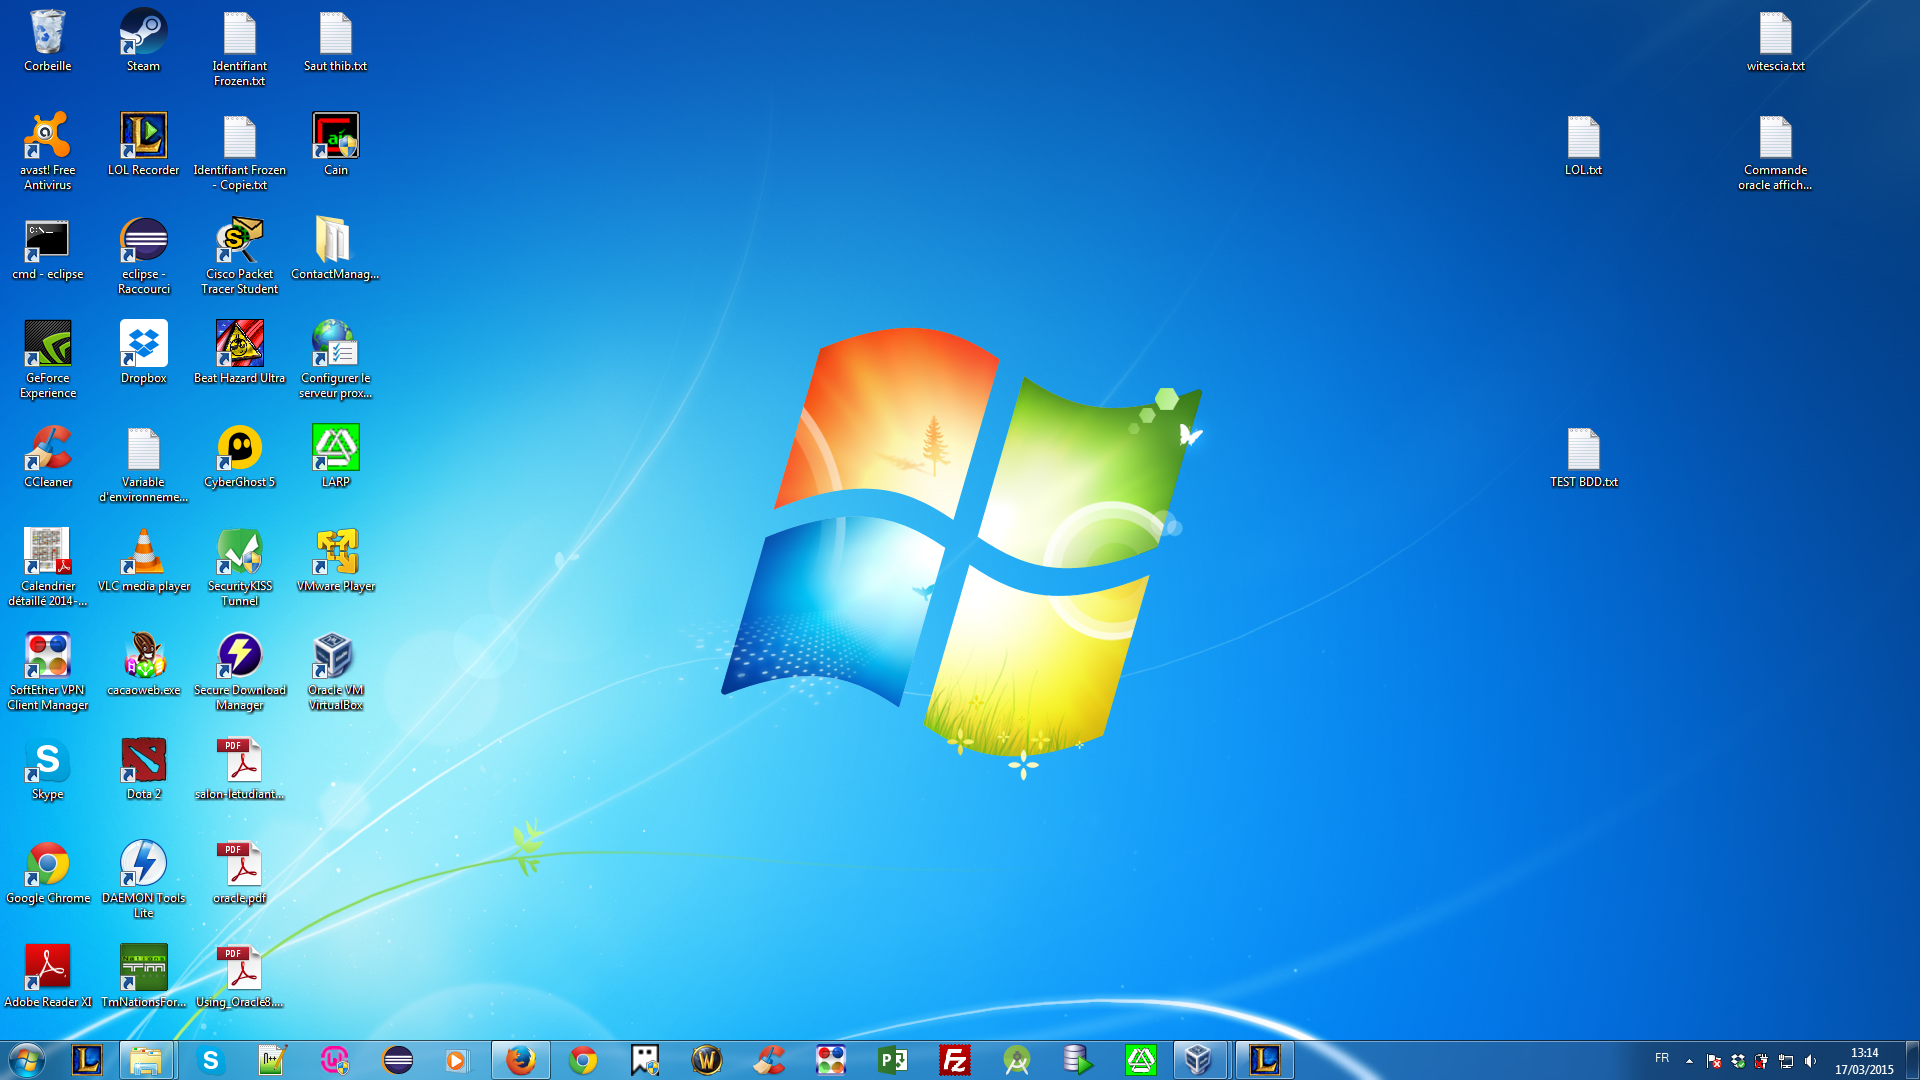 Corbeille
Steam
Identifiant
Frozen.txt
Saut thib.txt
witescia.txt
avast! Free
Antivirus
LOL Recorder
Identifiant Frozen
- Copie.txt
Cain
LOL.txt
Commande
oracle affich...
C:\_
cmd - eclipse
eclipse -
Raccourci
Cisco Packet
Tracer Student
ContactManag...
GeForce
Experience
Dropbox
Beat Hazard Ultra
Configurer le
serveur prox...
CCleaner
Variable
d'environneme...
CyberGhost 5
LARP
TEST BDD.txt
Calendrier
détaillé 2014-...
VLC media player
SecurityKISS
Tunnel
VMware Player
SoftEther VPN
Client Manager
cacaoweb.exe
Secure Download
Manager
Oracle VM
VirtualBox
Skype
Dota 2
PDF
salon-letudiant...
Google Chrome
DAEMON Tools
Lite
PDF
oracle.pdf
Adobe Reader XI
TmNationsFor...
PDF
Using_Oracle8....
FR
13:14
17/03/2015